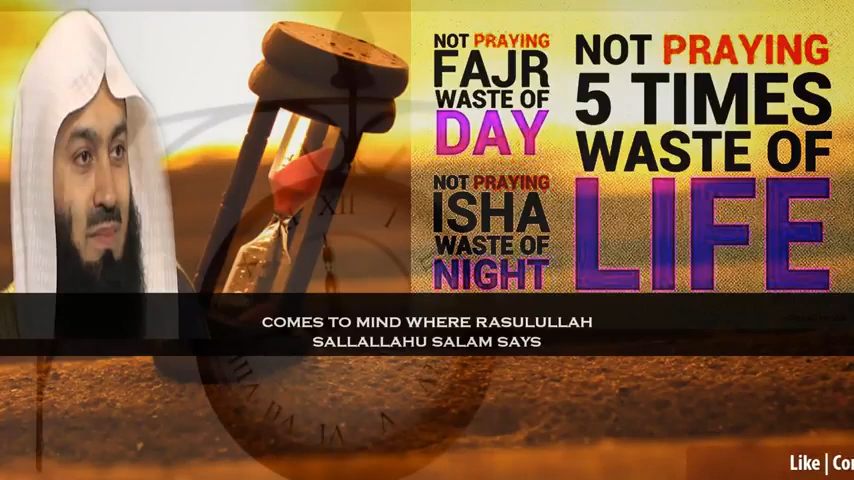 NOT PRAYING
FAJR
WASTE OF
DAY
NOT PRAYING
ISHA
WASTE OF
NIGHT
NOT PRAYING
5 TIMES
WASTE OF
LIFE
COMES TO MIND WHERE RASULULLAH
SALLALLAHU SALAM SAYS
XII
I
Like | Co